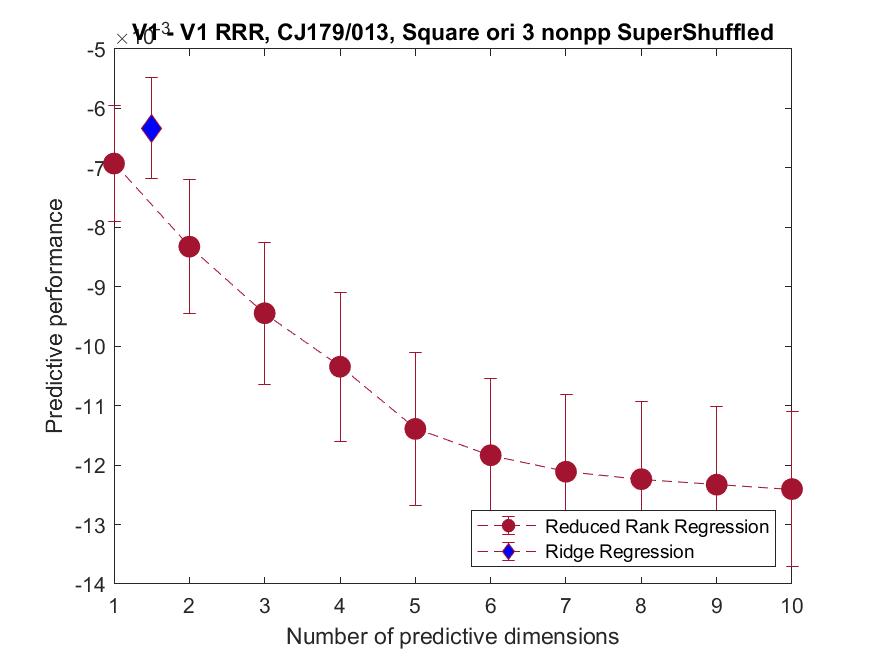 V1 - V1 RRR, CJ179/013, Square ori 3 nonpp SuperShuffled
×10-3
-5
-6
-7
-8
-9
-10
-11
-12
-13
-14
Predictive performance
Reduced Rank Regression
Ridge Regression
1 2 3 4 5 6 7 8 9 10
Number of predictive dimensions